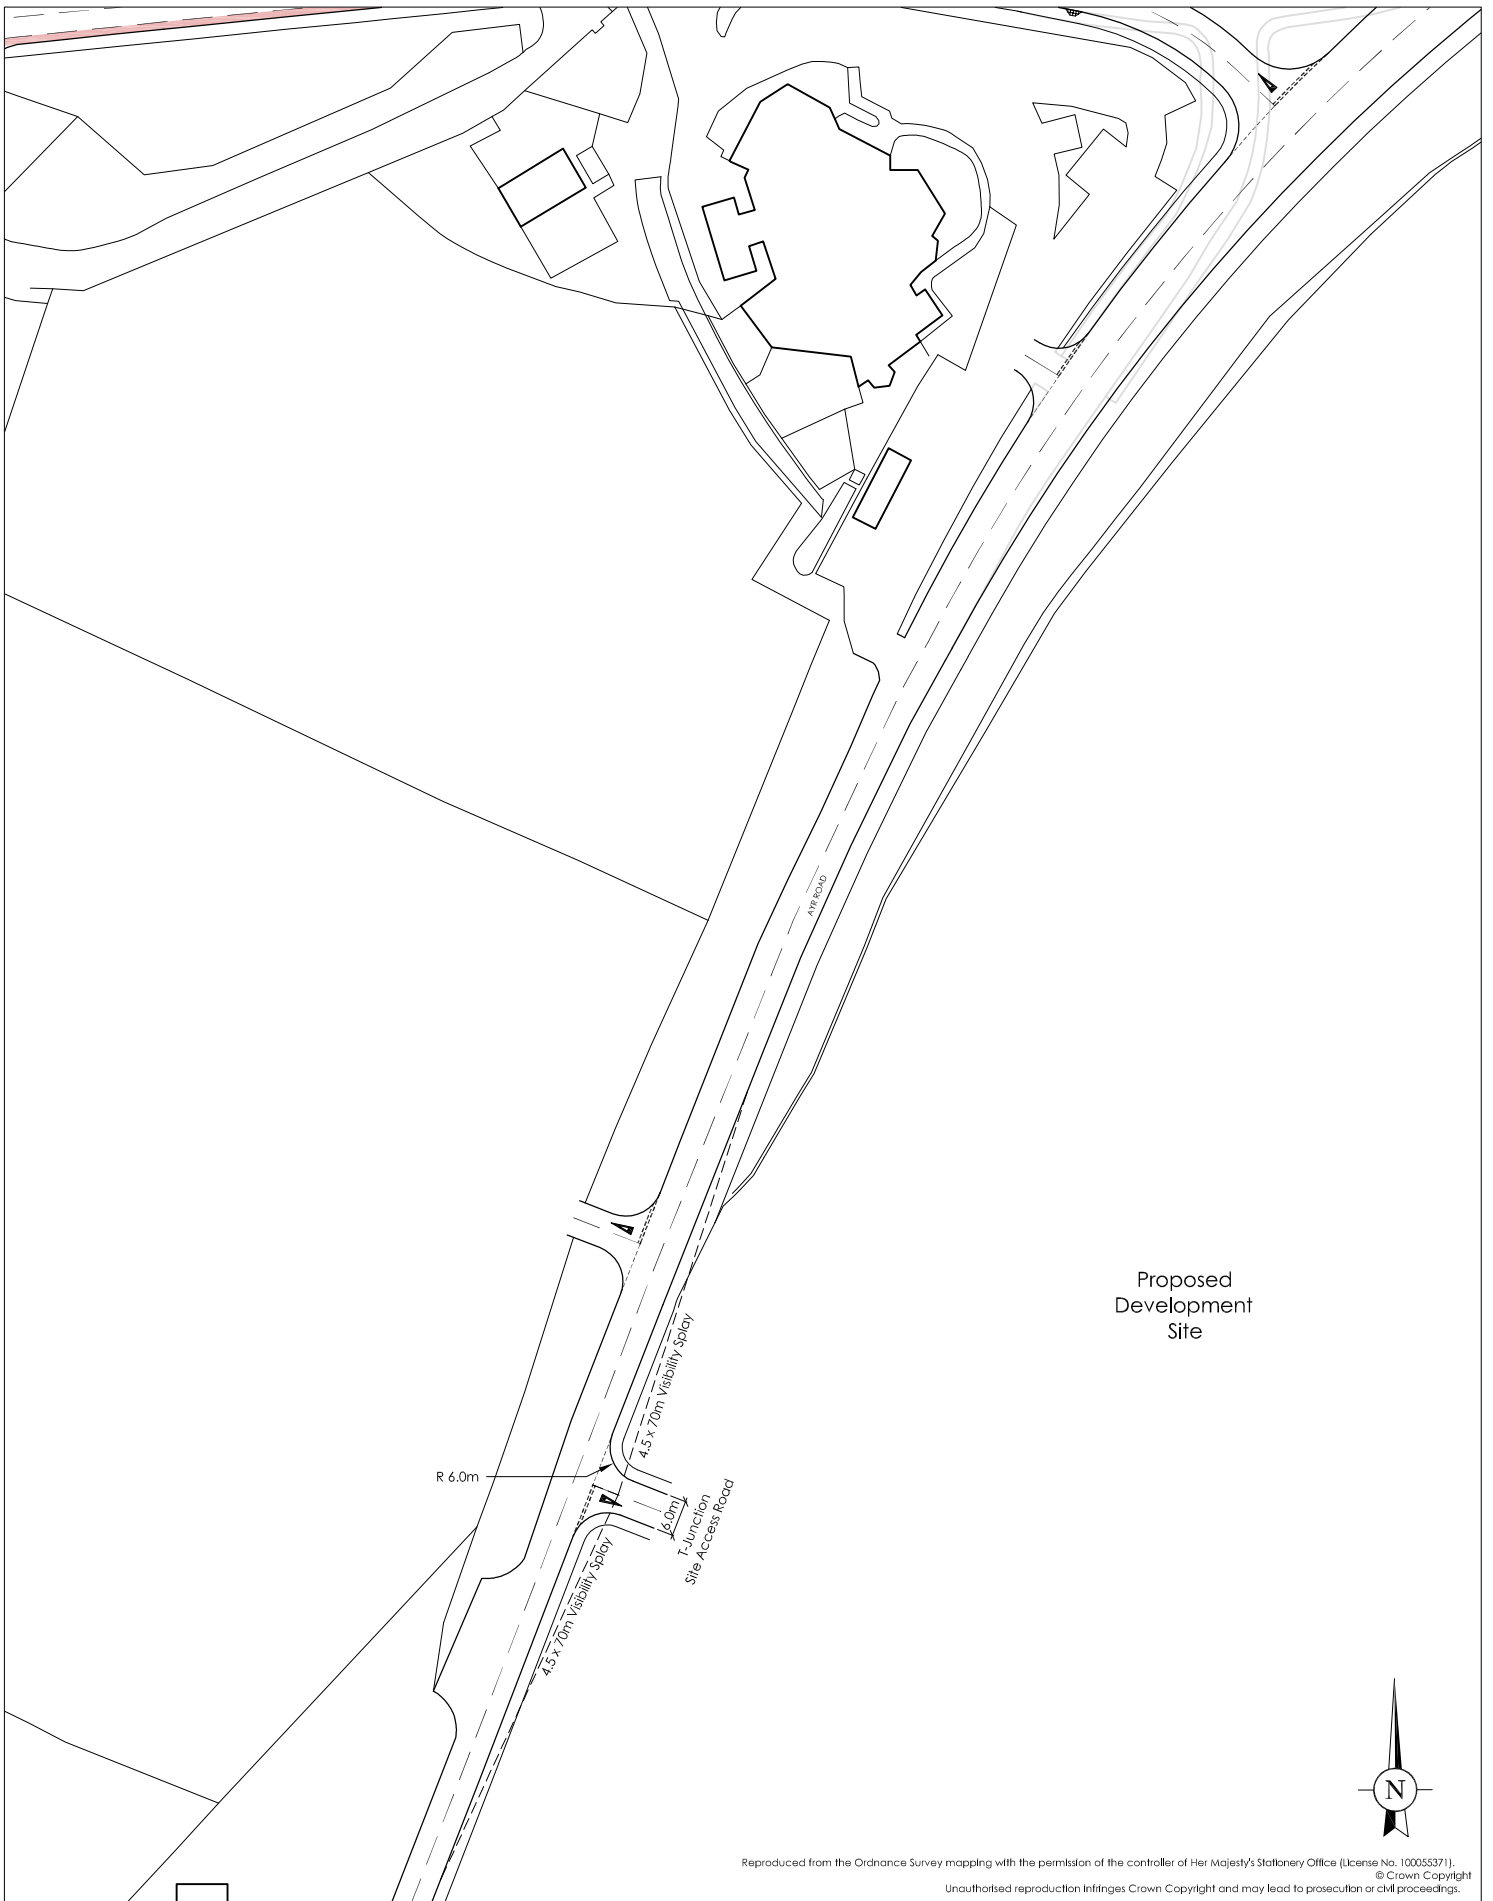 AYR ROAD
Proposed
Development
Site
4.5 x 70m Visibility Splay
R 6.0m
6.0m
T-Junction
Site Access Road
4.5 x 70m Visibility Splay
N
Reproduced from the Ordnance Survey mapping with the permission of the controller of Her Majesty's Stationery Office (License No. 100055371).
© Crown Copyright
Unauthorised reproduction infringes Crown Copyright and may lead to prosecution or civil proceedings.